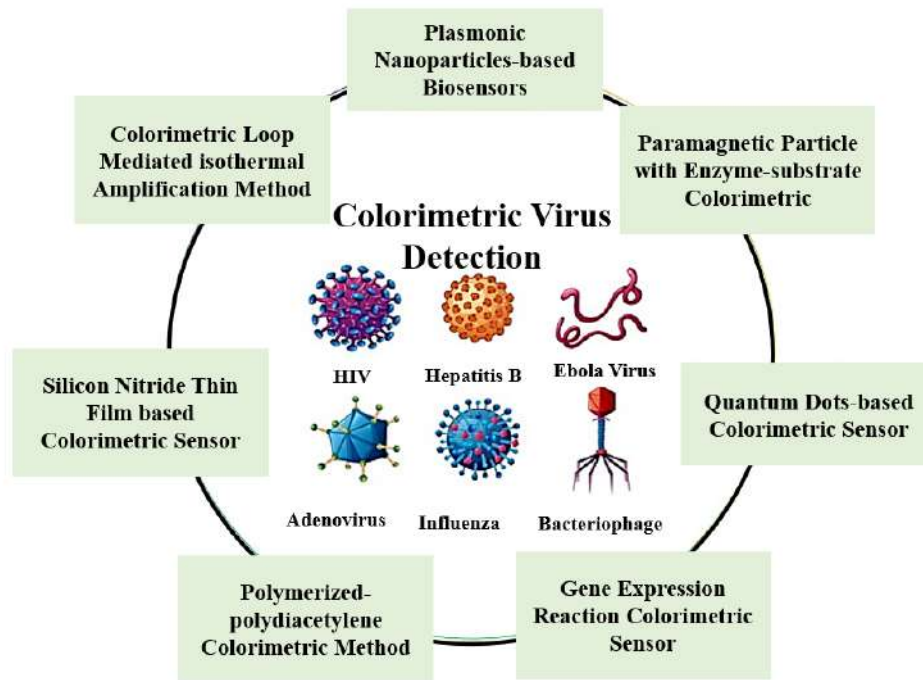 Plasmonic
Nanoparticles-based
Biosensors
Colorimetric Loop
Mediated isothermal
Amplification Method
Paramagnetic Particle
with Enzyme-substrate
Colorimetric
Colorimetric Virus
Detection
HIV
Hepatitis B
Ebola Virus
Silicon Nitride Thin
Film based
Colorimetric Sensor
Quantum Dots-based
Colorimetric Sensor
Adenovirus
Influenza
Bacteriophage
Polymerized-
polydiacetylene
Colorimetric Method
Gene Expression
Reaction Colorimetric
Sensor